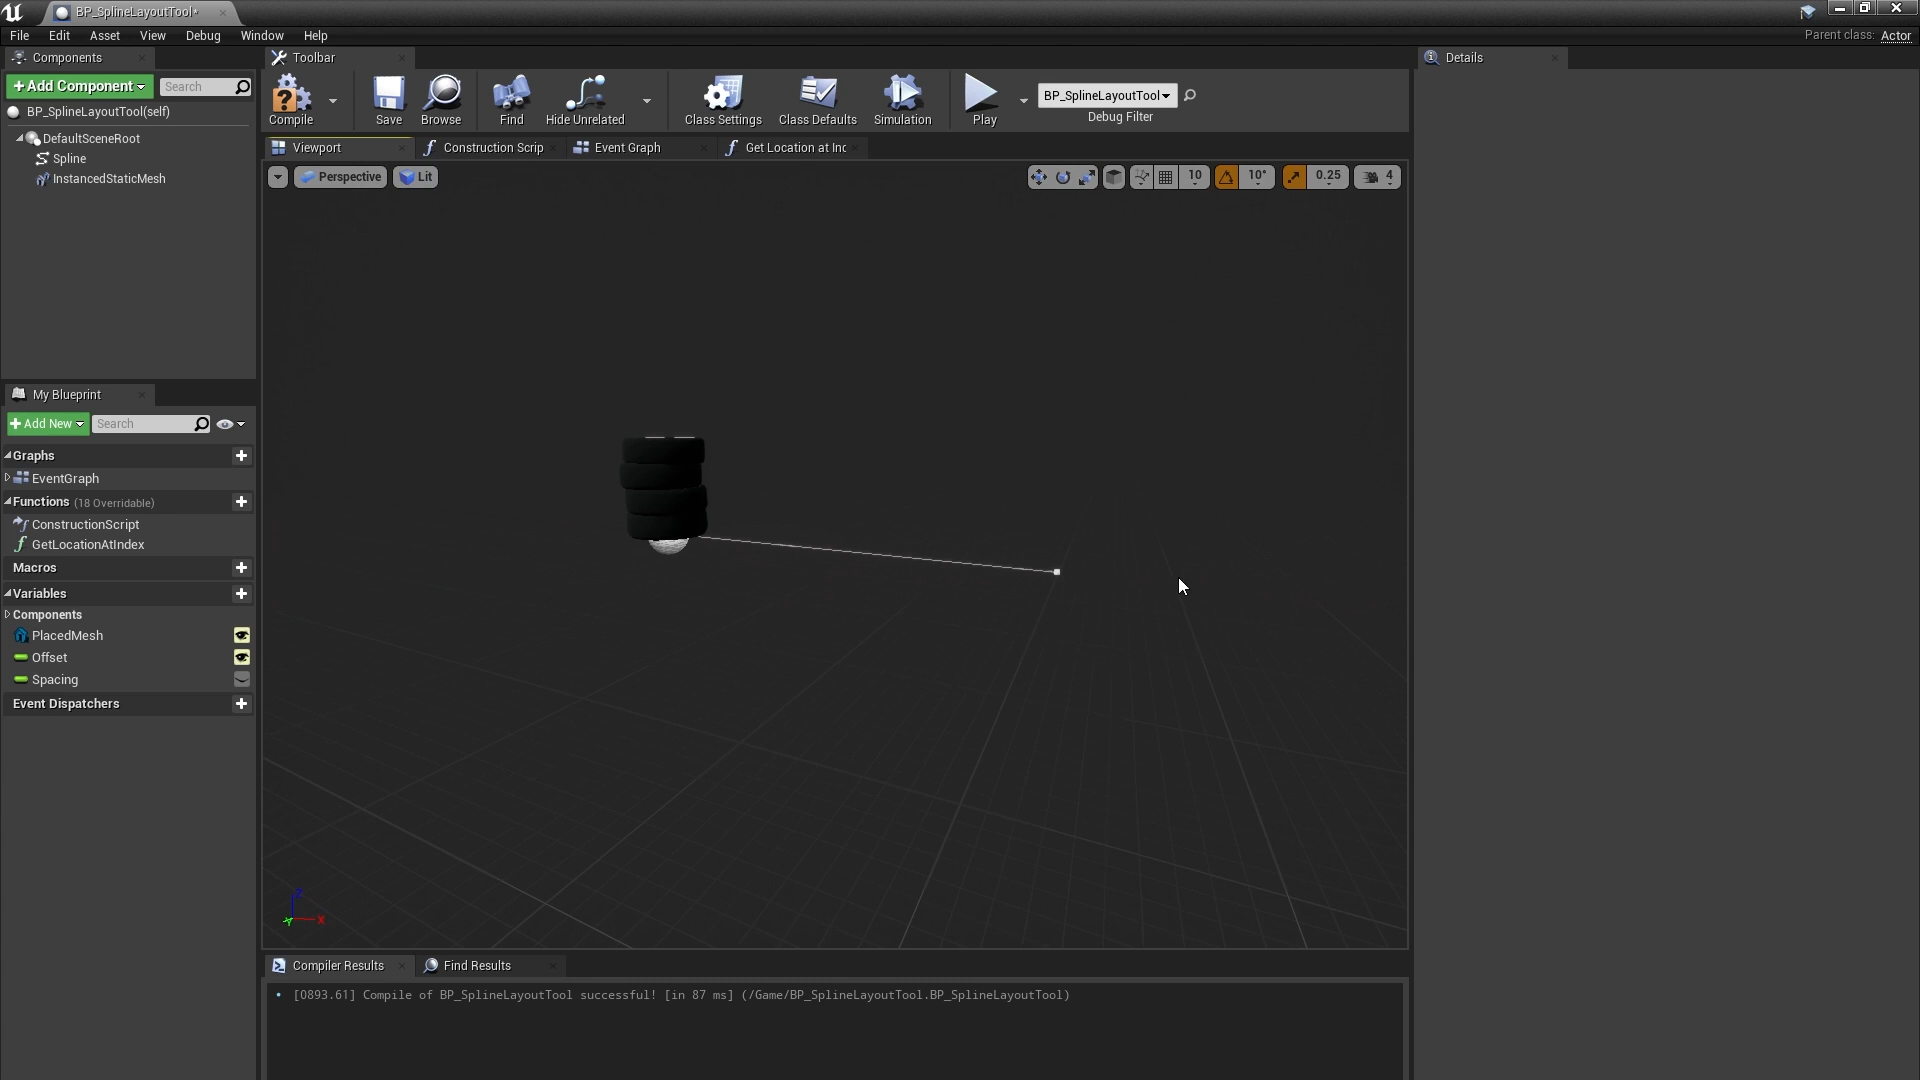 BP_SplineLayoutTool*
File Edit Asset View Debug Window Help
Parent class: Actor
Components
Toolbar
Details
Add Component
Search
BP_SplineLayoutTool(self)
DefaultSceneRoot
Spline
InstancedStaticMesh
Compile
Save
Browse
Find
Hide Unrelated
Class Settings
Class Defaults
Simulation
Play
BP_SplineLayoutTool
Debug Filter
Viewport
Construction Scrip
Event Graph
Get Location at Inc
Perspective
Lit
10
10°
0.25
4
My Blueprint
Add New
Search
Graphs
EventGraph
Functions (18 Overridable)
ConstructionScript
GetLocationAtIndex
Macros
Variables
Components
PlacedMesh
Offset
Spacing
Event Dispatchers
Z
Y
X
Compiler Results
Find Results
[0893.61] Compile of BP_SplineLayoutTool successful! [in 87 ms] (/Game/BP_SplineLayoutTool.BP_SplineLayoutTool)